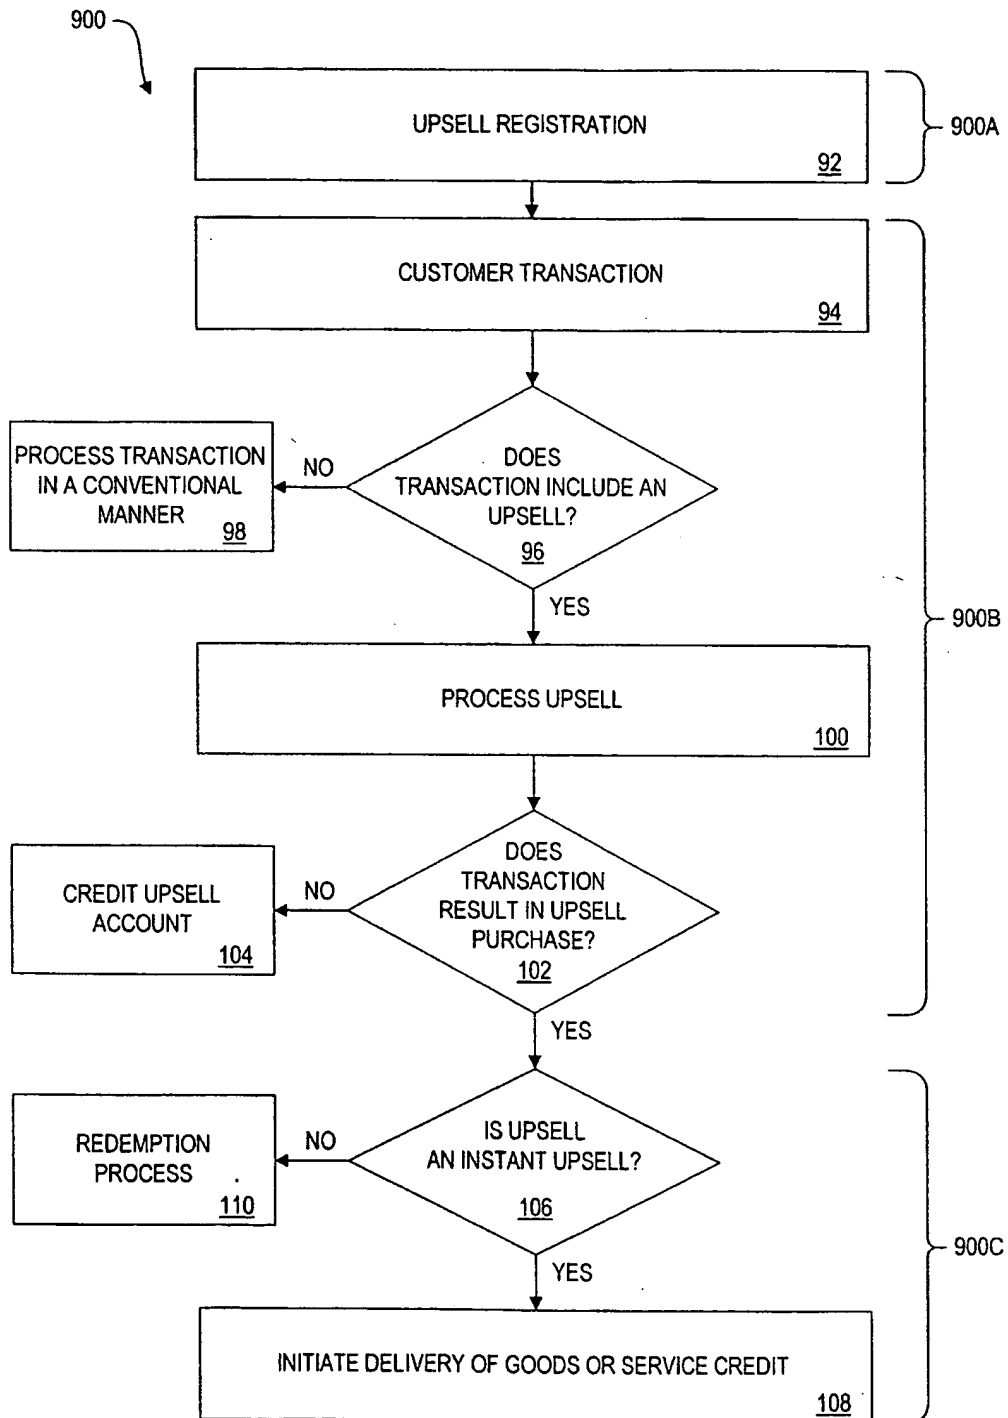 900
UPSELL REGISTRATION
92
900A
CUSTOMER TRANSACTION
94
DOES
TRANSACTION INCLUDE AN
UPSELL?
96
NO
PROCESS TRANSACTION
IN A CONVENTIONAL
MANNER
98
YES
900B
PROCESS UPSELL
100
DOES
TRANSACTION
RESULT IN UPSELL
PURCHASE?
102
NO
CREDIT UPSELL
ACCOUNT
104
YES
IS UPSELL
AN INSTANT UPSELL?
106
NO
REDEMPTION
PROCESS
110
900C
YES
INITIATE DELIVERY OF GOODS OR SERVICE CREDIT
108